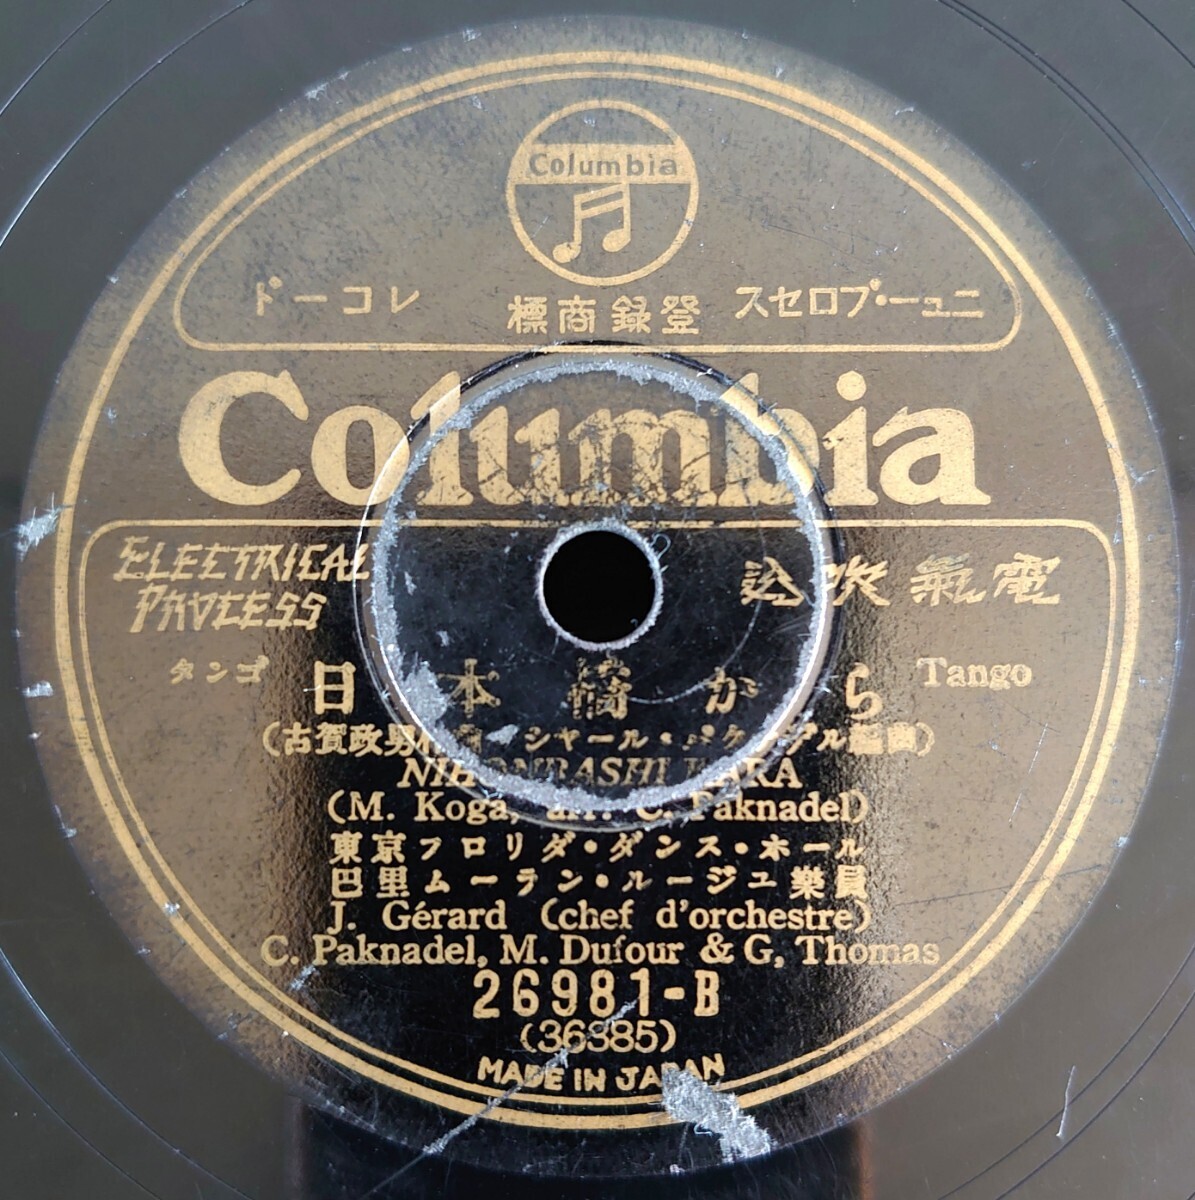 Columbia
ニュー・プロセス 登錄商標 レコード
Columbia
ELECTRICAL PROCESS 電氣吹込
タンゴ 日本橋から Tango
(古賀政男作曲・シャール・パクナデル編曲)
NIHONBASHI KARA
(M. Koga, arr. C. Paknadel)
東京フロリダ・ダンス・ホール
巴里ムーラン・ルージュ樂員
J. Gérard (chef d'orchestre)
C. Paknadel, M. Dufour & G, Thomas
26981-B
(36385)
MADE IN JAPAN